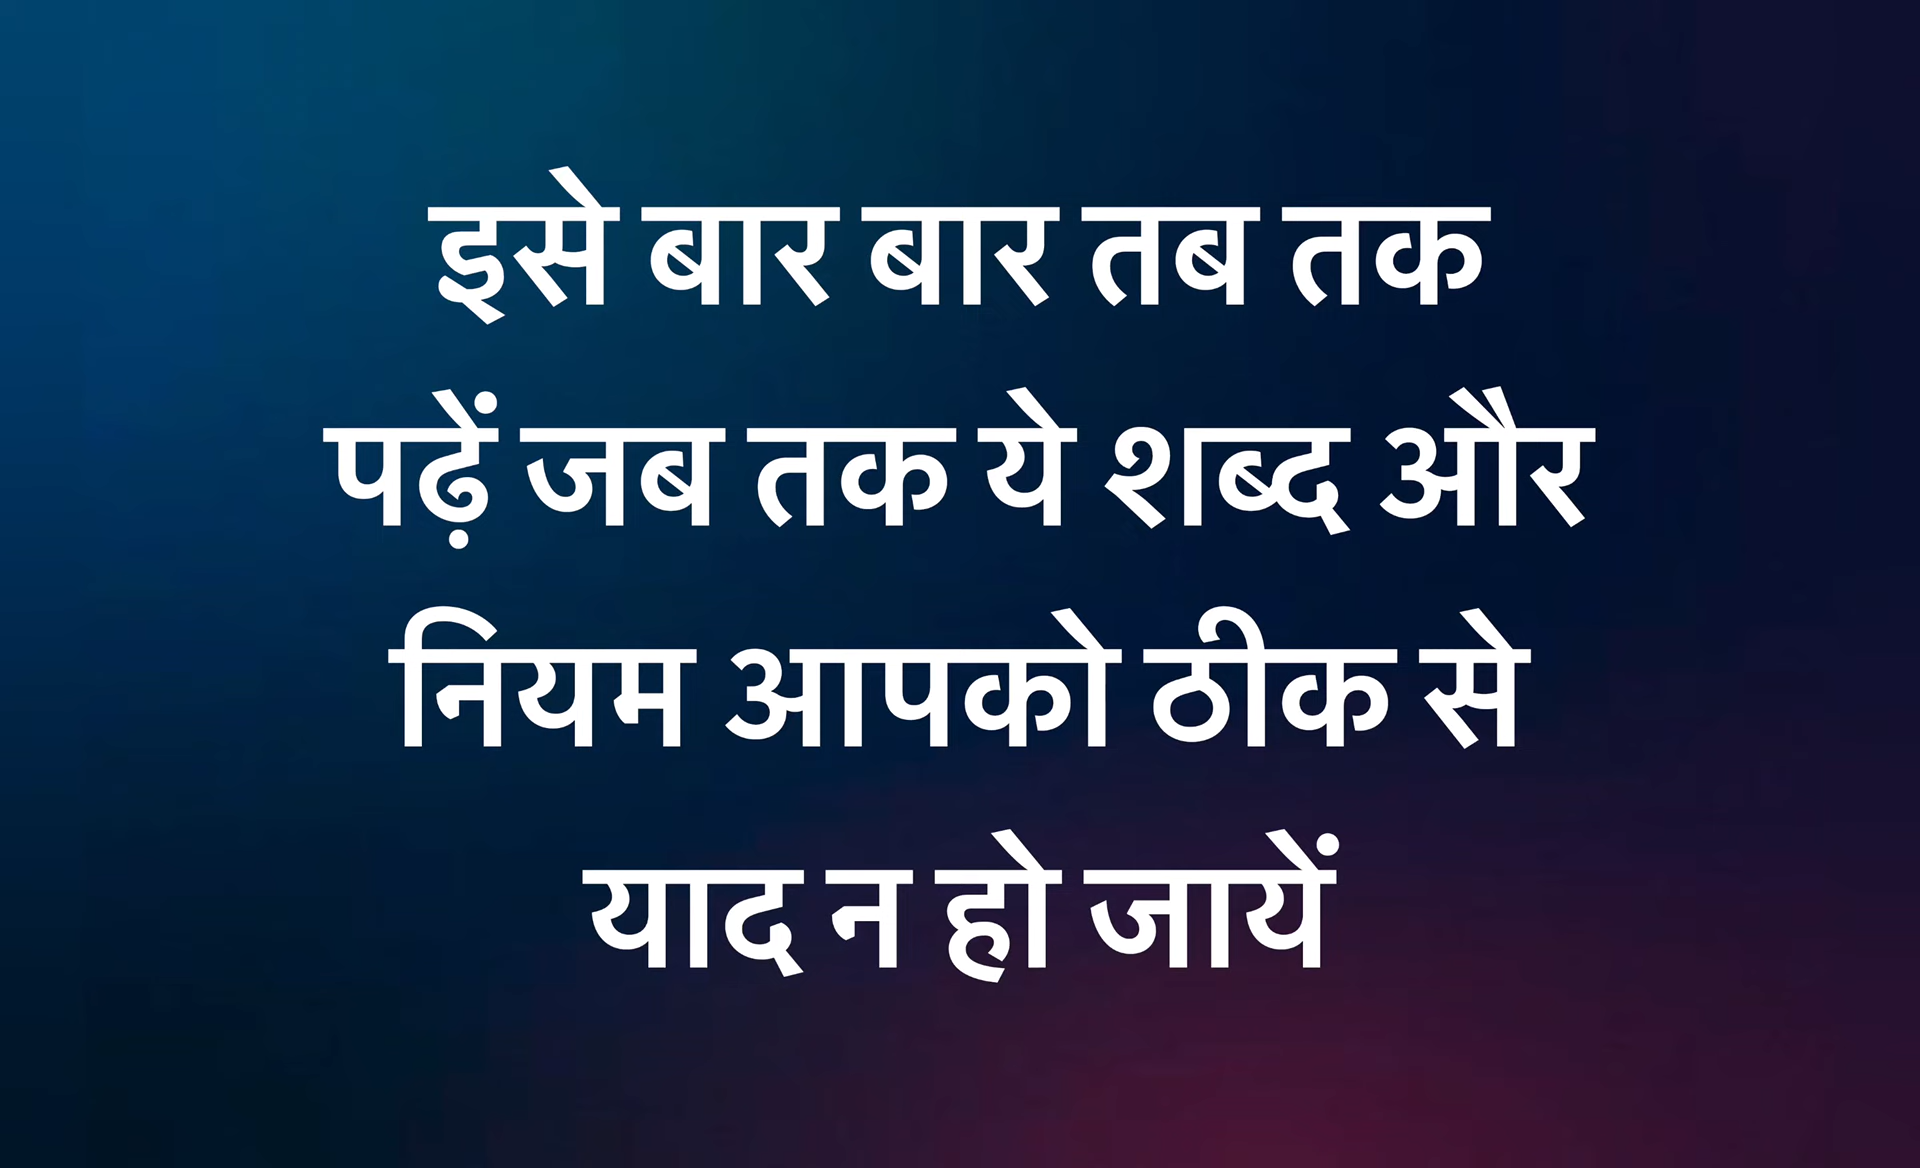 इसे बार बार तब तक
पढ़ें जब तक ये शब्द और
नियम आपको ठीक से
याद न हो जायें